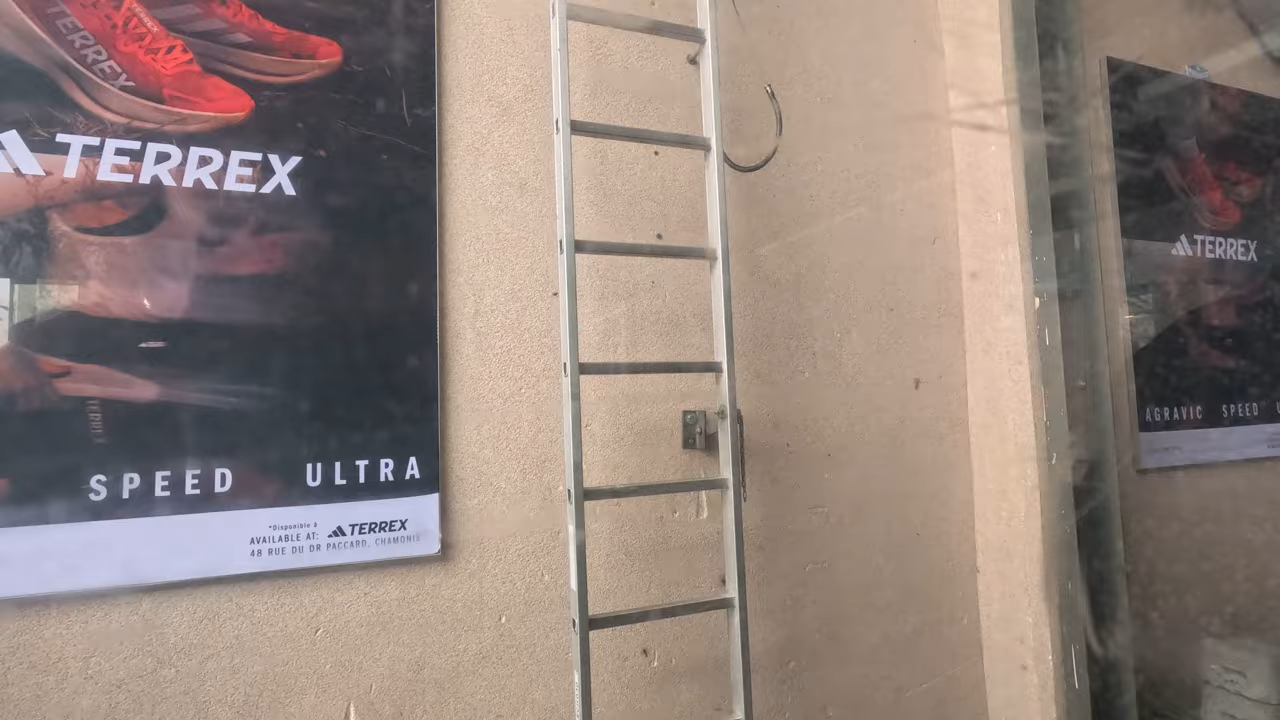 TERREX
TERREX
SPEED ULTRA
*Disponible à
AVAILABLE AT: TERREX
48 RUE DU DR PACCARD, CHAMONIX
TERREX
AGRAVIC SPEED U